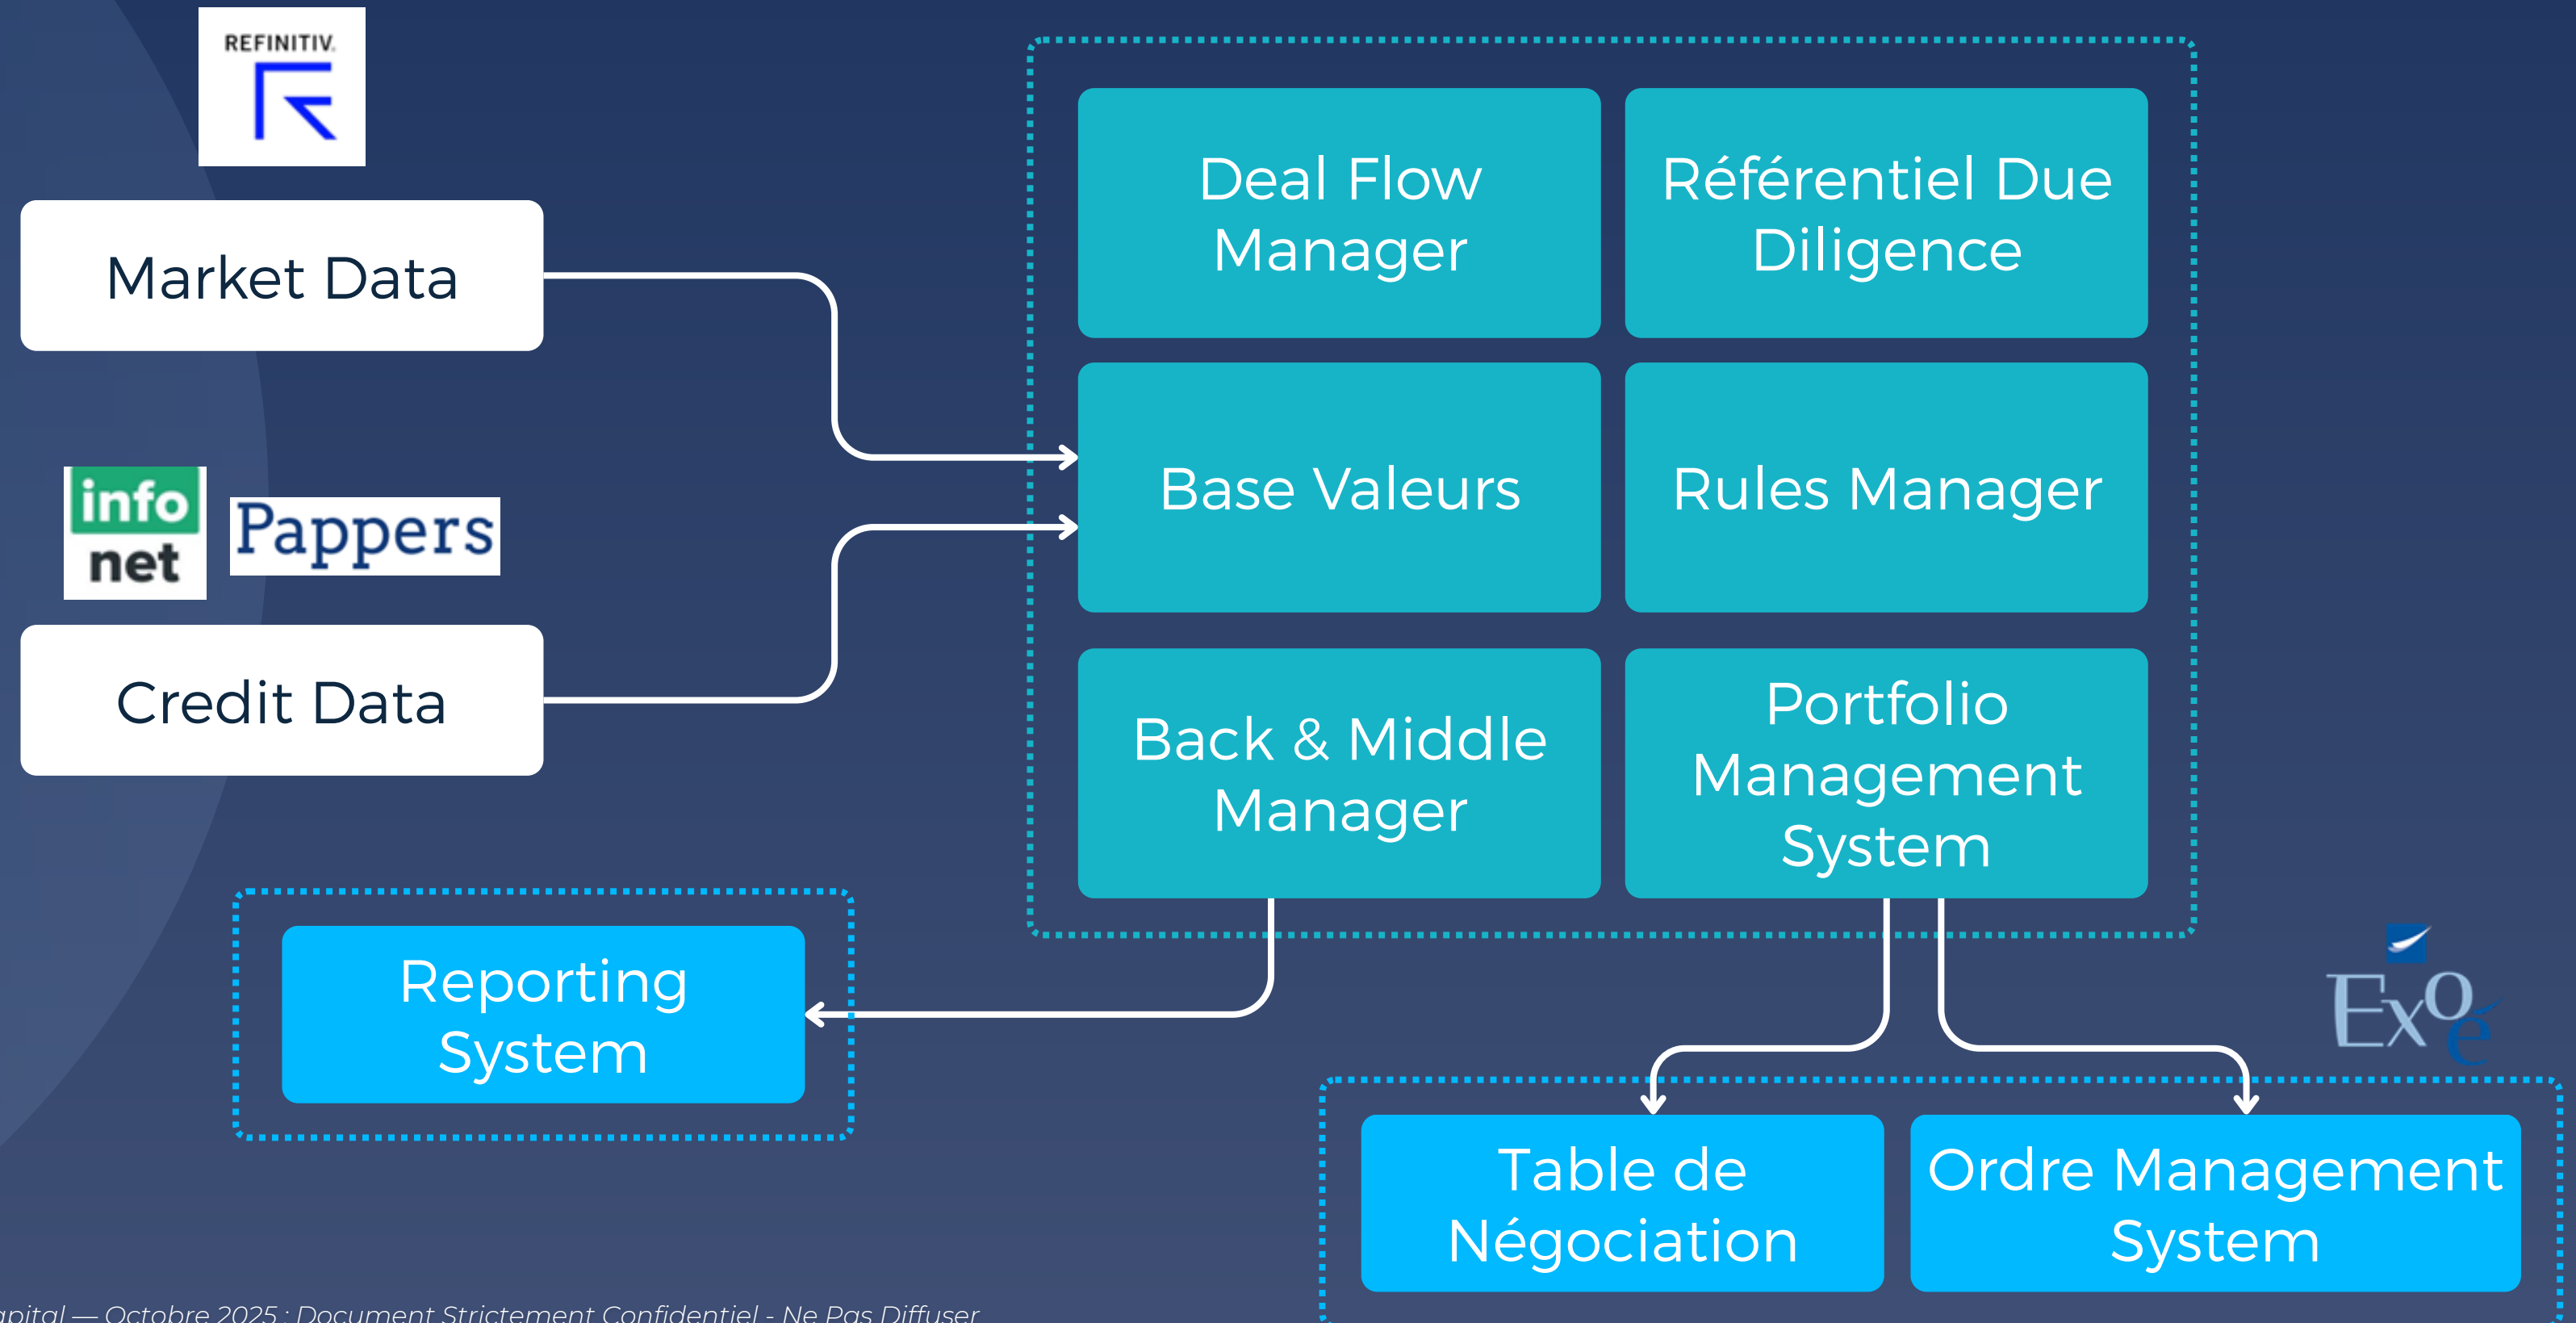 REFINITIV
Market Data
info
net
Pappers
Credit Data
Deal Flow
Manager
Référentiel Due
Diligence
Base Valeurs
Rules Manager
Back & Middle
Manager
Portfolio
Management
System
Reporting
System
Exoé
Table de
Négociation
Ordre Management
System
apital — Octobre 2025 : Document Strictement Confidentiel - Ne Pas Diffuser